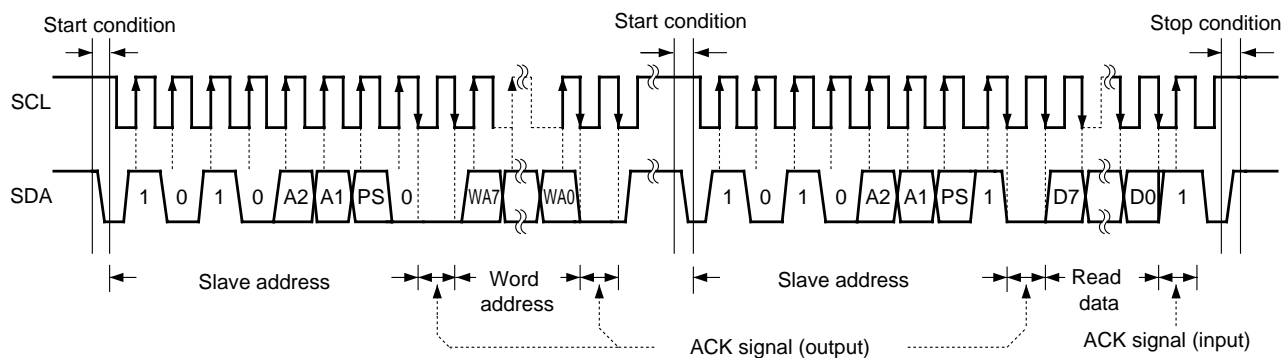 Start condition Start condition Stop condition
SCL
SDA 1 0 1 0 A2 A1 PS 0 WA7 WA0 1 0 1 0 A2 A1 PS 1 D7 D0 1
Slave address Word address Slave address Read data
ACK signal (output) ACK signal (input)